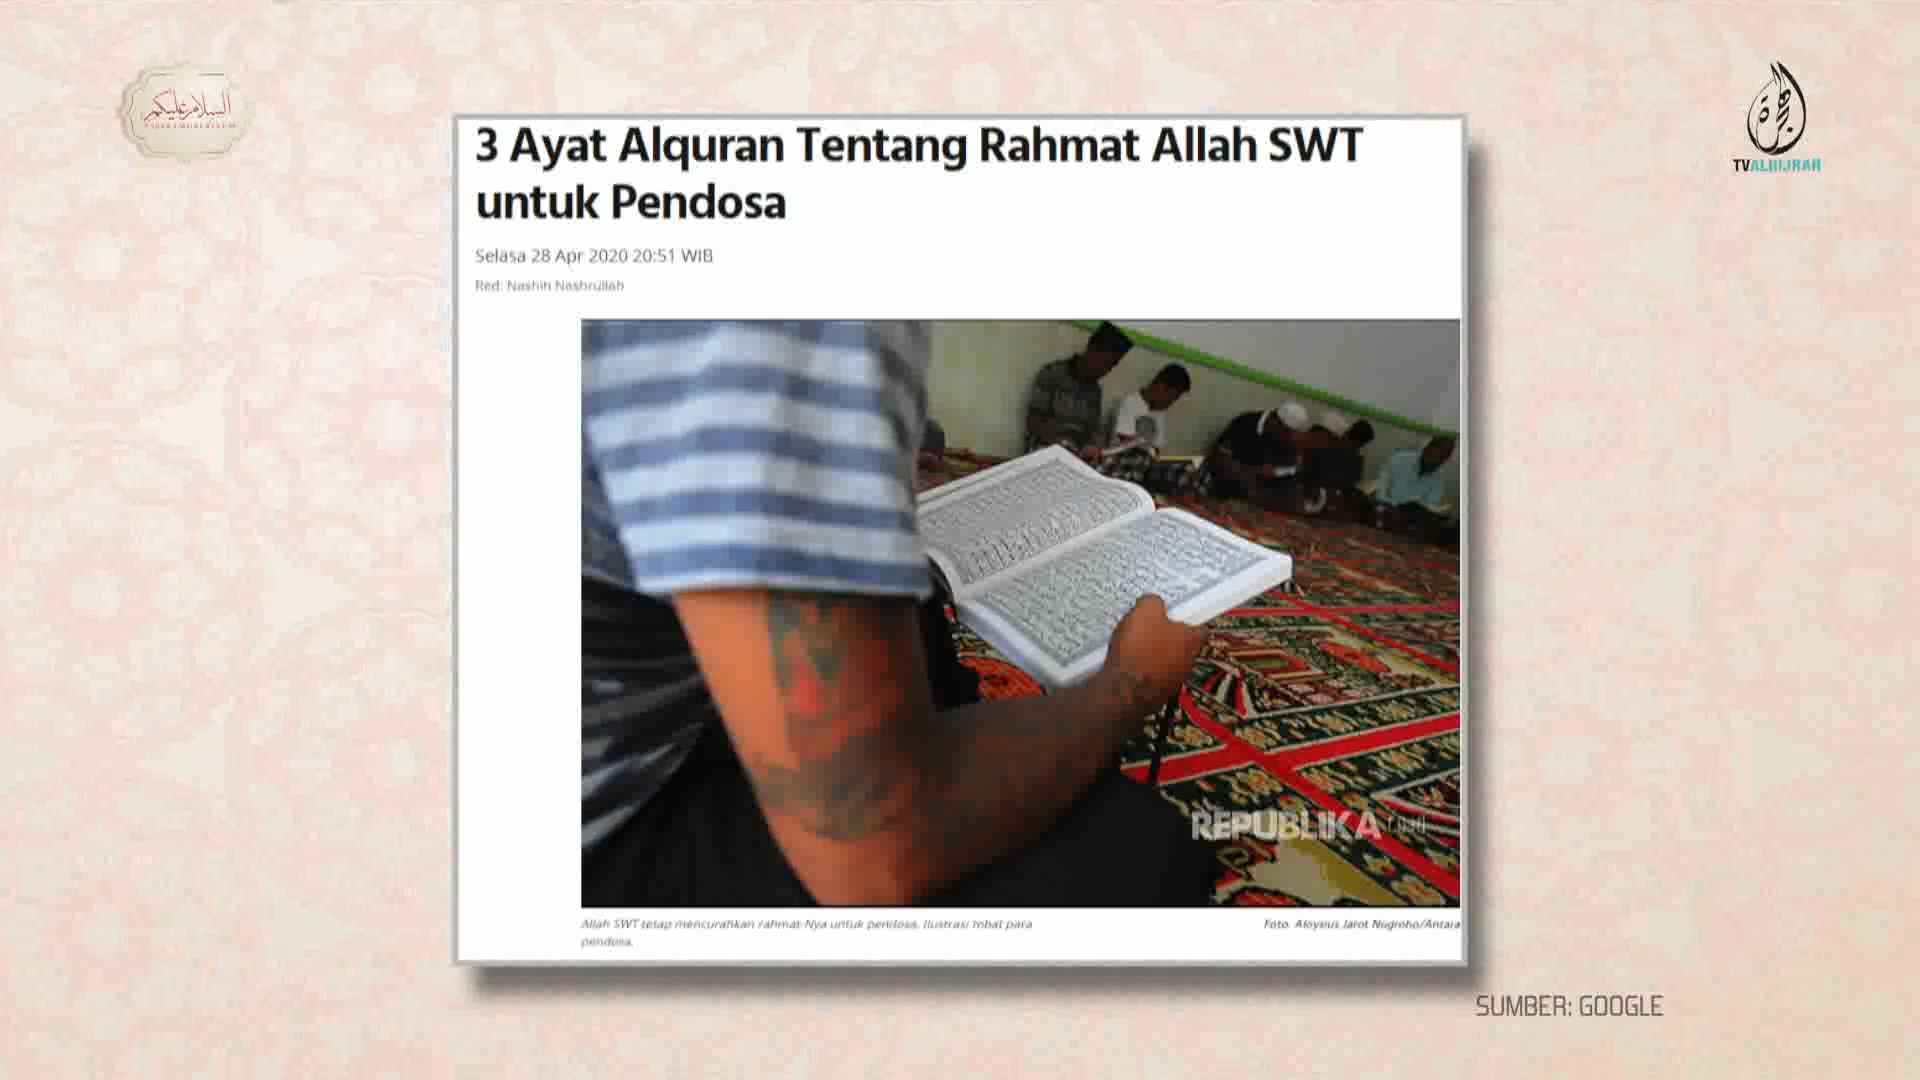 السلام عليكم
TVALHIJRAH
3 Ayat Alquran Tentang Rahmat Allah SWT
untuk Pendosa
Selasa 28 Apr 2020 20:51 WIB
Red: Nashih Nashrullah
REPUBLIKA
Allah SWT tetap mencurahkan rahmat-Nya untuk pendosa. Ilustrasi tobat para
pendosa.
Foto: Aloysius Jarot Nugroho/Antara
SUMBER: GOOGLE